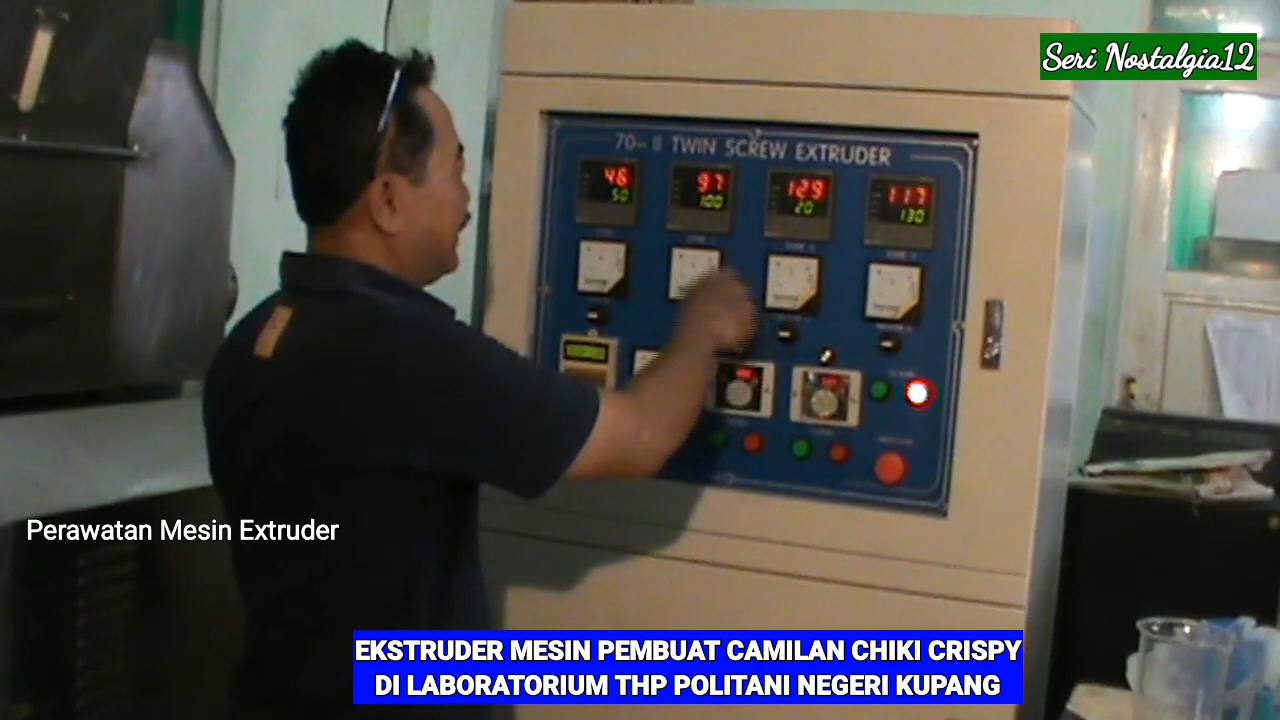 Seri Nostalgia12
70- II TWIN SCREW EXTRUDER
46
50
97
100
129
20
117
130
Perawatan Mesin Extruder
EKSTRUDER MESIN PEMBUAT CAMILAN CHIKI CRISPY
DI LABORATORIUM THP POLITANI NEGERI KUPANG